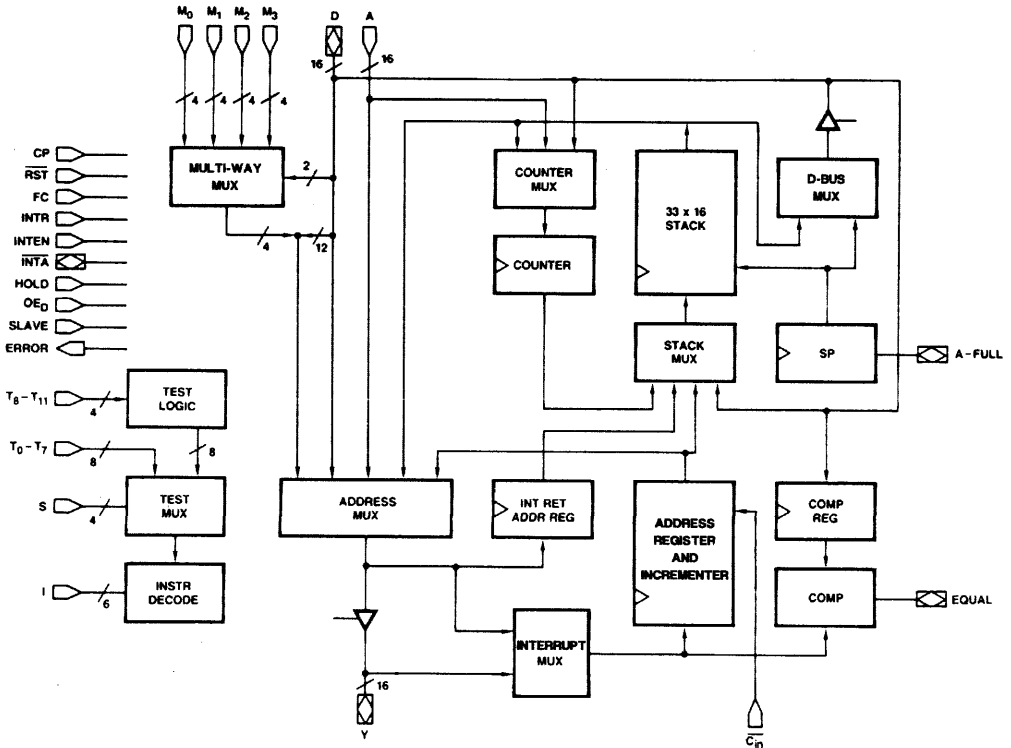 M0 M1 M2 M3 D A
4 4 4 4 16 16
CP
RST
FC
INTR
INTEN
INTA
HOLD
OED
SLAVE
ERROR
MULTI-WAY
MUX
2
4
12
COUNTER
MUX
COUNTER
33 x 16
STACK
D-BUS
MUX
STACK
MUX
SP
A-FULL
T8-T11
4
TEST
LOGIC
8
T0-T7
8
S
4
TEST
MUX
I
6
INSTR
DECODE
ADDRESS
MUX
INT RET
ADDR REG
ADDRESS
REGISTER
AND
INCREMENTER
COMP
REG
COMP
EQUAL
INTERRUPT
MUX
16
Y
Cin